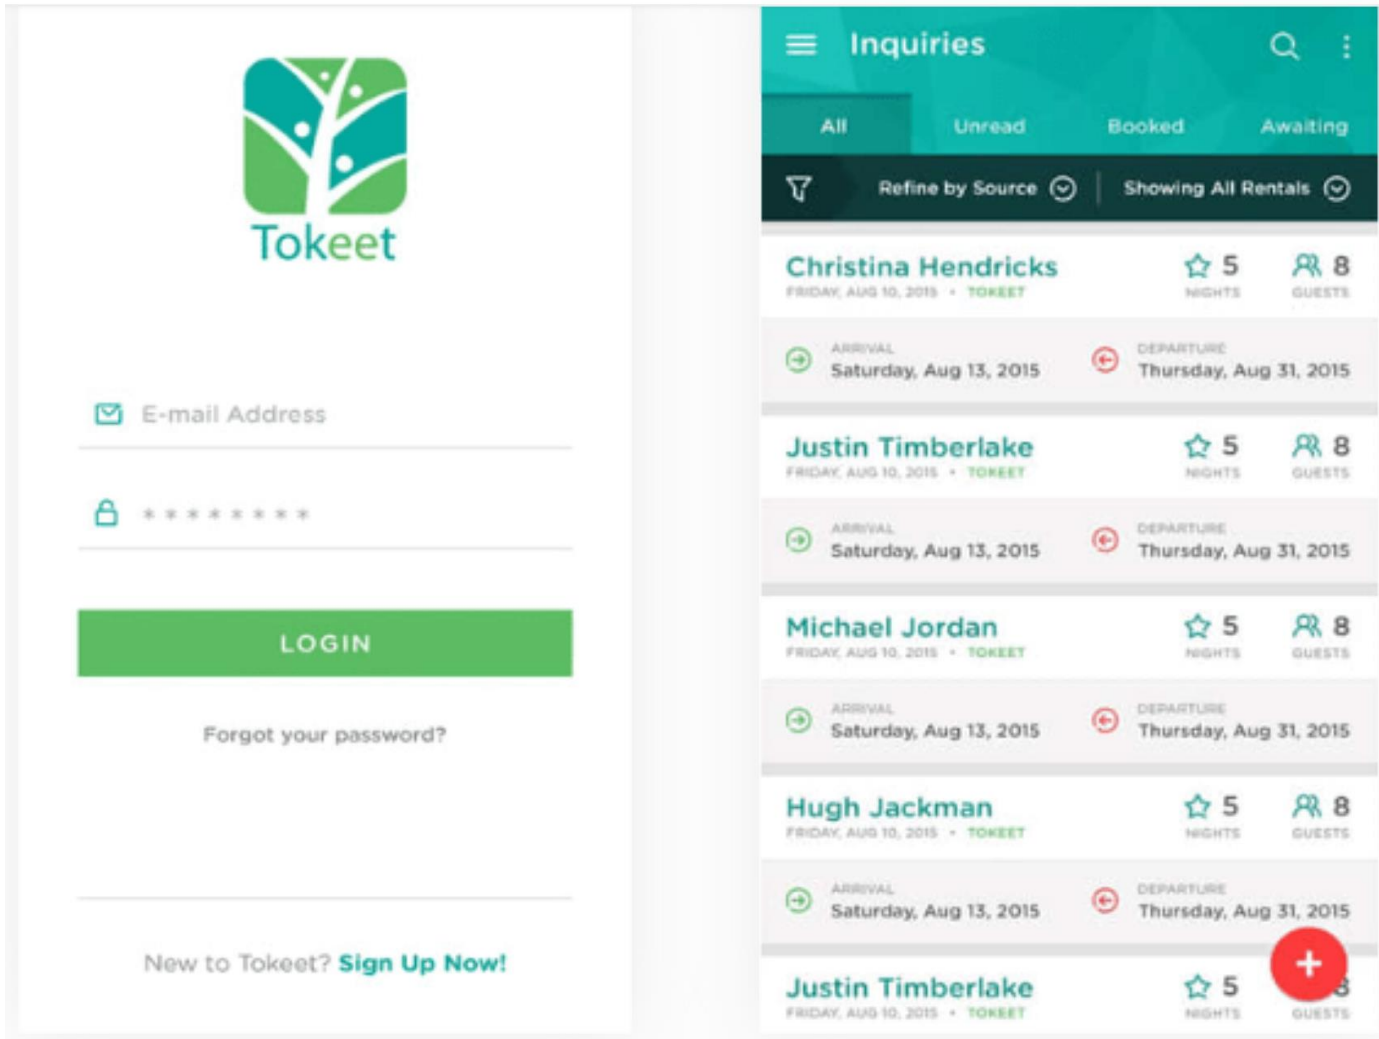 Tokeet
E-mail Address
* * * * * * * *
LOGIN
Forgot your password?
New to Tokeet? Sign Up Now!
Inquiries
All Unread Booked Awaiting
Refine by Source Showing All Rentals
Christina Hendricks 5 8
FRIDAY, AUG 10, 2015 • TOKEET NIGHTS GUESTS
ARRIVAL DEPARTURE
Saturday, Aug 13, 2015 Thursday, Aug 31, 2015
Justin Timberlake 5 8
FRIDAY, AUG 10, 2015 • TOKEET NIGHTS GUESTS
ARRIVAL DEPARTURE
Saturday, Aug 13, 2015 Thursday, Aug 31, 2015
Michael Jordan 5 8
FRIDAY, AUG 10, 2015 • TOKEET NIGHTS GUESTS
ARRIVAL DEPARTURE
Saturday, Aug 13, 2015 Thursday, Aug 31, 2015
Hugh Jackman 5 8
FRIDAY, AUG 10, 2015 • TOKEET NIGHTS GUESTS
ARRIVAL DEPARTURE
Saturday, Aug 13, 2015 Thursday, Aug 31, 2015
+
Justin Timberlake 5 8
FRIDAY, AUG 10, 2015 • TOKEET NIGHTS GUESTS